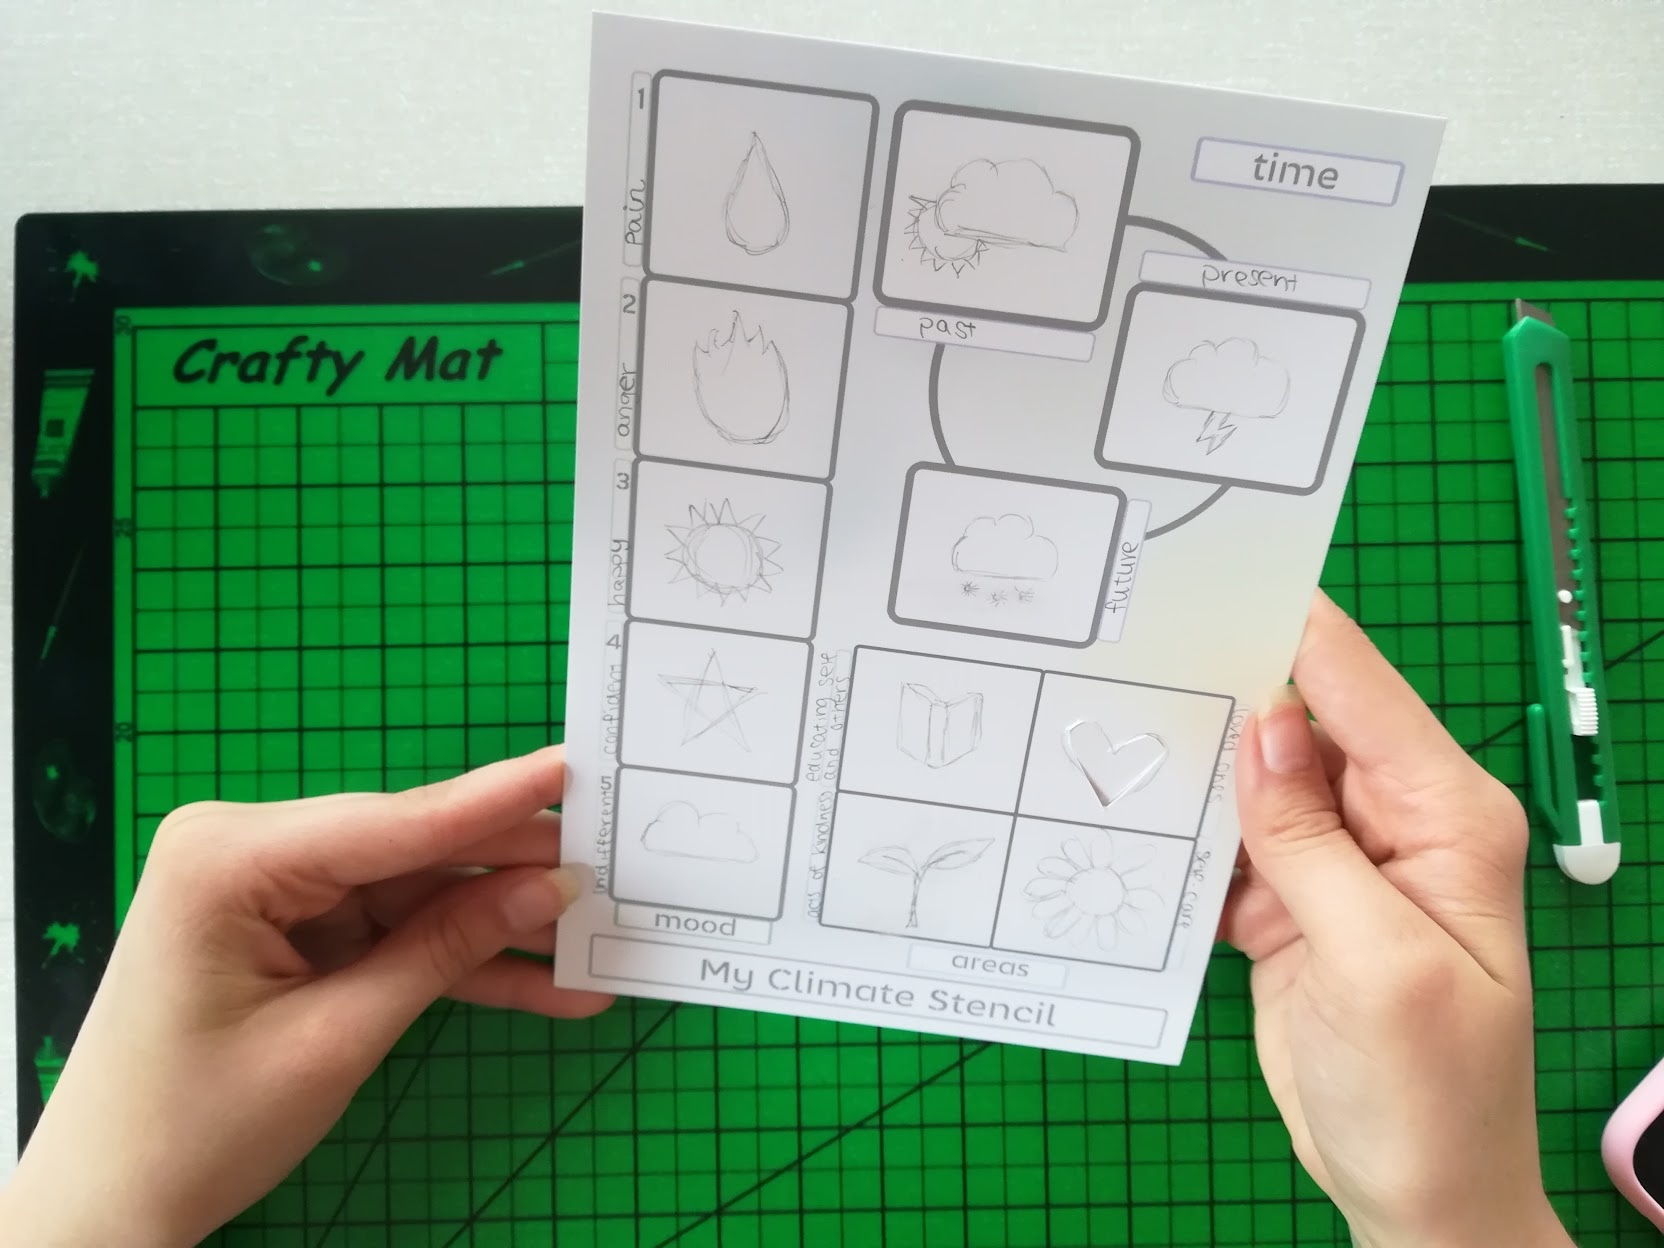 Crafty Mat
1
Pain
2
anger
3
happy
4
confident
5
indifferent
mood
time
past
present
future
educating self
and others
acts of kindness
loved ones
self care
areas
My Climate Stencil